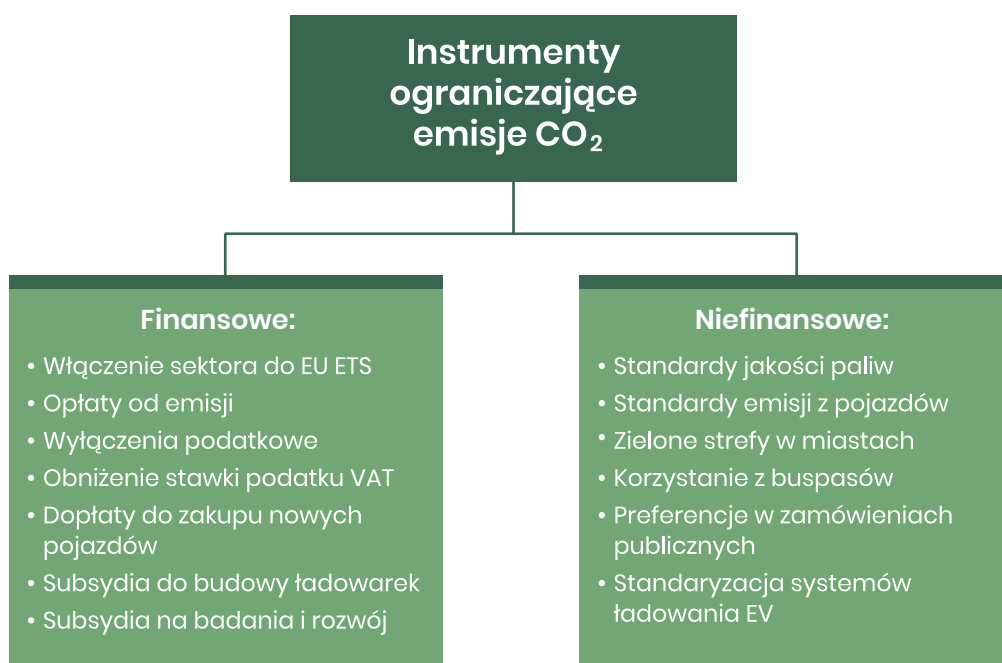 Instrumenty
ograniczające
emisje CO₂
Finansowe:
• Włączenie sektora do EU ETS
• Opłaty od emisji
• Wyłączenia podatkowe
• Obniżenie stawki podatku VAT
• Dopłaty do zakupu nowych
pojazdów
• Subsydia do budowy ładowarek
• Subsydia na badania i rozwój
Niefinansowe:
• Standardy jakości paliw
• Standardy emisji z pojazdów
• Zielone strefy w miastach
• Korzystanie z buspasów
• Preferencje w zamówieniach
publicznych
• Standaryzacja systemów
ładowania EV